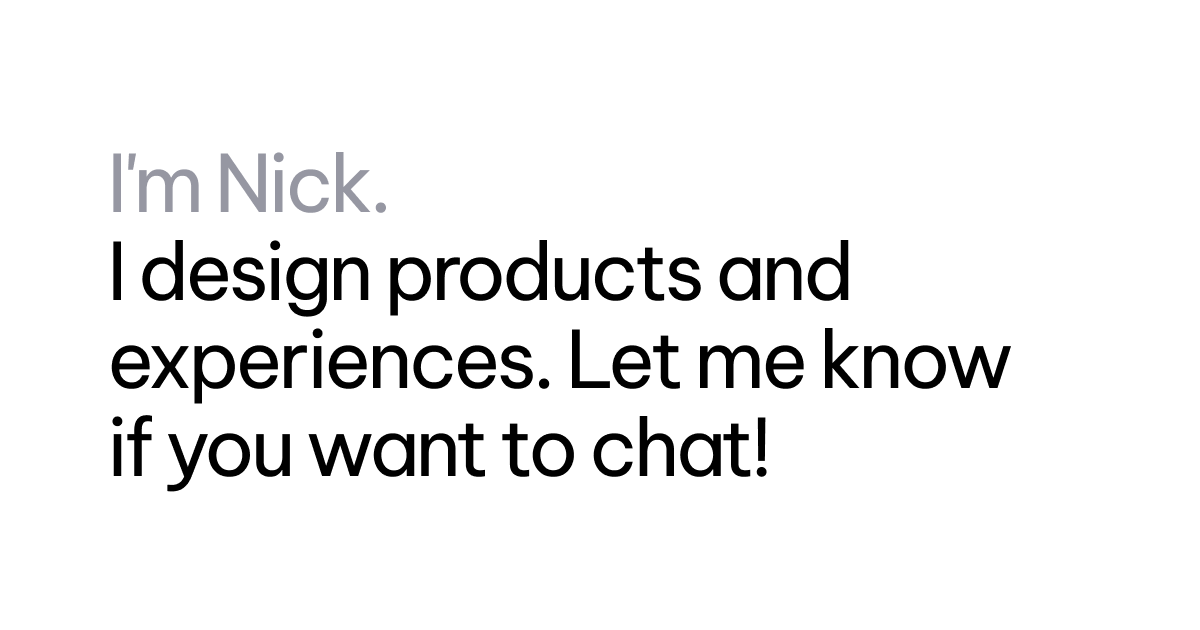 I'm Nick.
I design products and
experiences. Let me know
if you want to chat!